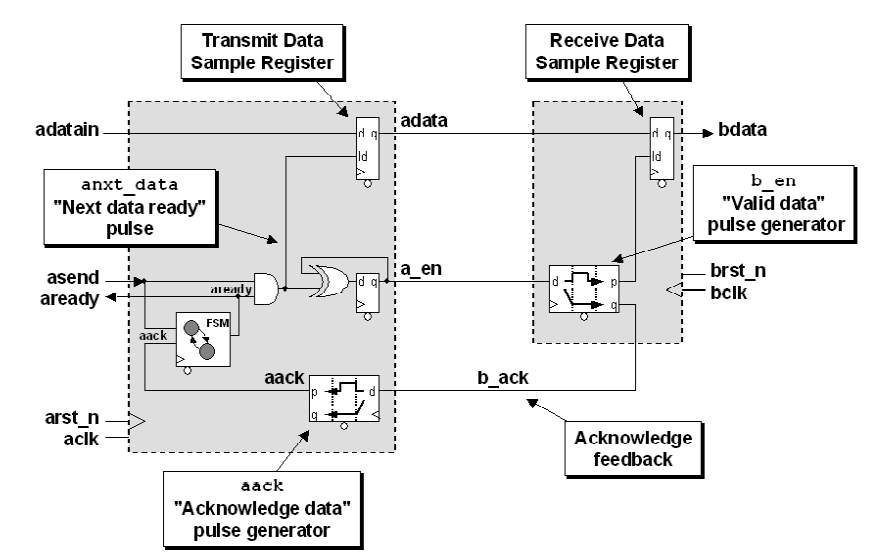 Transmit Data
Sample Register
Receive Data
Sample Register
adatain
d q
ld
adata
d q
ld
bdata
anxt_data
"Next data ready"
pulse
b_en
"Valid data"
pulse generator
asend
aready
aready
d q
a_en
d
p
q
brst_n
bclk
FSM
aack
aack
p
d
q
b_ack
arst_n
aclk
Acknowledge
feedback
aack
"Acknowledge data"
pulse generator